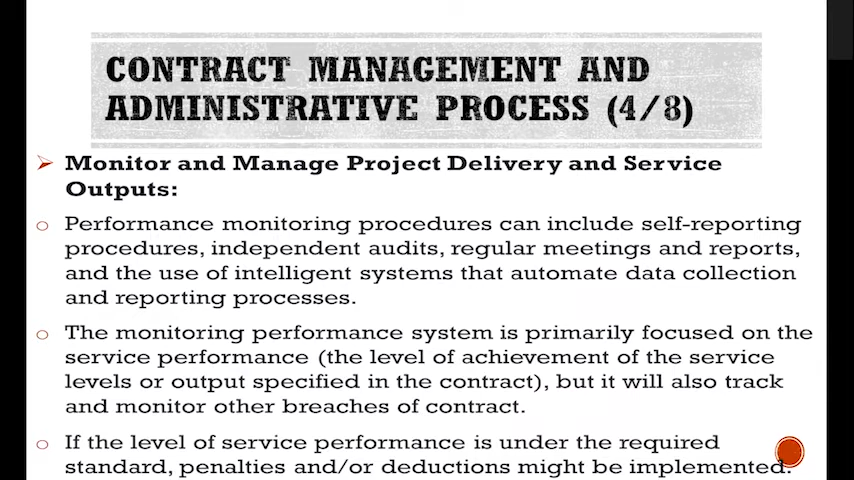 CONTRACT MANAGEMENT AND
ADMINISTRATIVE PROCESS (4/8)
➢ Monitor and Manage Project Delivery and Service
Outputs:
o Performance monitoring procedures can include self-reporting
procedures, independent audits, regular meetings and reports,
and the use of intelligent systems that automate data collection
and reporting processes.
o The monitoring performance system is primarily focused on the
service performance (the level of achievement of the service
levels or output specified in the contract), but it will also track
and monitor other breaches of contract.
o If the level of service performance is under the required
standard, penalties and/or deductions might be implemented.